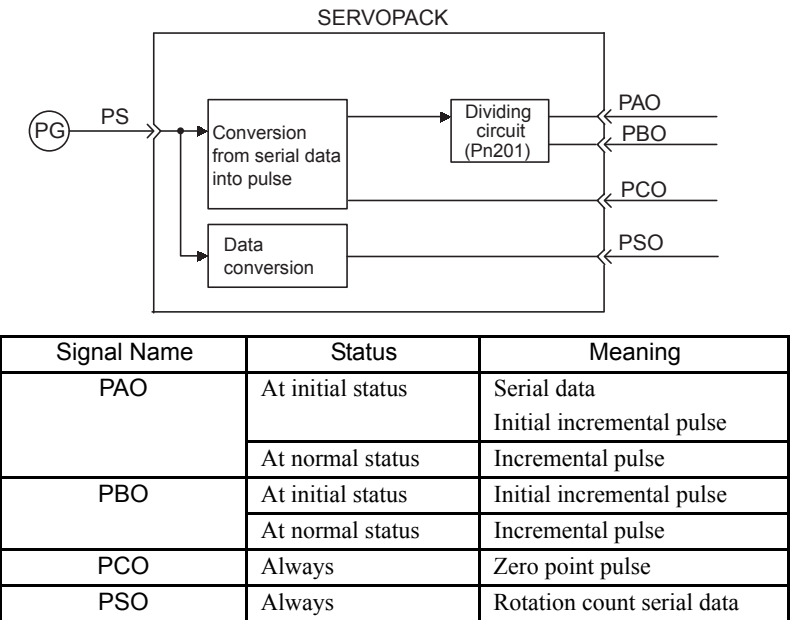 SERVOPACK
PG
PS
Conversion
from serial data
into pulse
Dividing
circuit
(Pn201)
PAO
PBO
PCO
Data
conversion
PSO
Signal Name Status Meaning
PAO At initial status Serial data
Initial incremental pulse
At normal status Incremental pulse
PBO At initial status Initial incremental pulse
At normal status Incremental pulse
PCO Always Zero point pulse
PSO Always Rotation count serial data